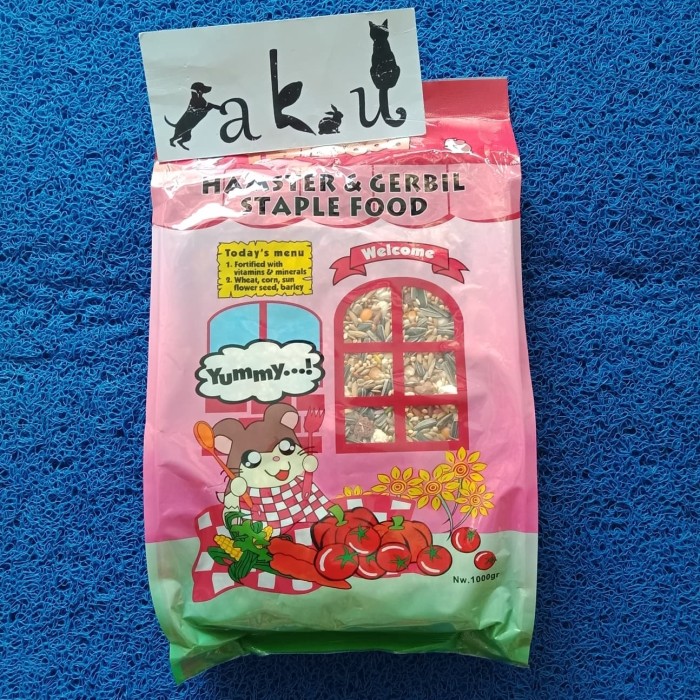 aku
HAMSTER & GERBIL
STAPLE FOOD
Today's menu
1. Fortified with
vitamins & minerals
2. Wheat, corn, sun
flower seed, barley
Welcome
Yummy...!
Nw.1000gr